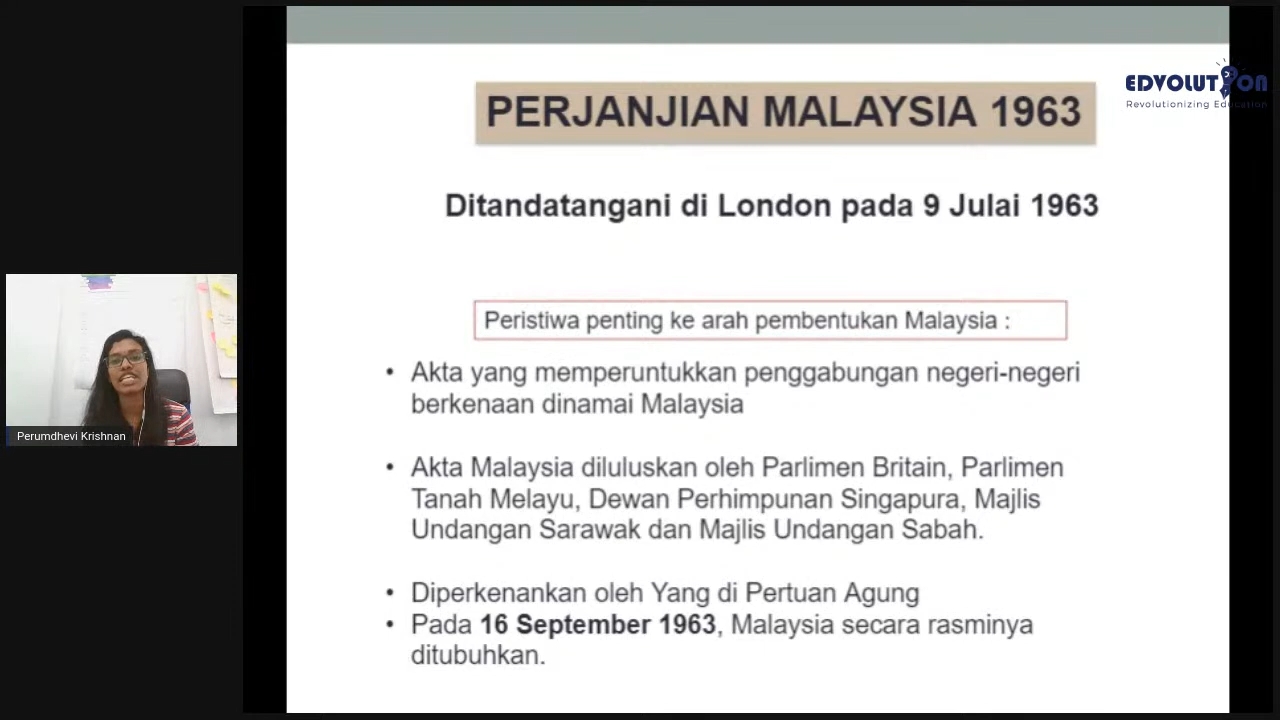 PERJANJIAN MALAYSIA 1963
EDVOLUTION
Revolutionizing Education
Ditandatangani di London pada 9 Julai 1963
Peristiwa penting ke arah pembentukan Malaysia :
• Akta yang memperuntukkan penggabungan negeri-negeri
berkenaan dinamai Malaysia
• Akta Malaysia diluluskan oleh Parlimen Britain, Parlimen
Tanah Melayu, Dewan Perhimpunan Singapura, Majlis
Undangan Sarawak dan Majlis Undangan Sabah.
• Diperkenankan oleh Yang di Pertuan Agung
• Pada 16 September 1963, Malaysia secara rasminya
ditubuhkan.
Perumdhevi Krishnan